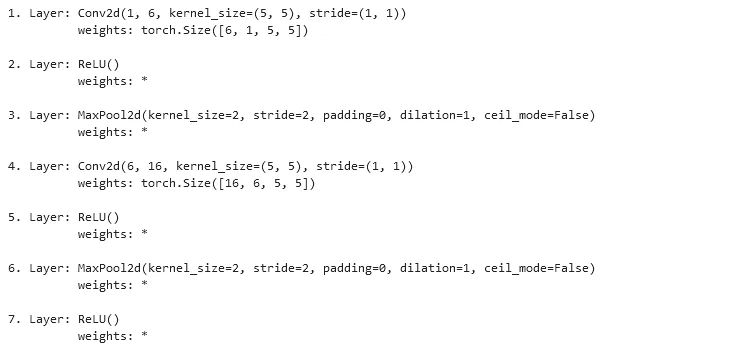 1. Layer: Conv2d(1, 6, kernel_size=(5, 5), stride=(1, 1))
weights: torch.Size([6, 1, 5, 5])
2. Layer: ReLU()
weights: *
3. Layer: MaxPool2d(kernel_size=2, stride=2, padding=0, dilation=1, ceil_mode=False)
weights: *
4. Layer: Conv2d(6, 16, kernel_size=(5, 5), stride=(1, 1))
weights: torch.Size([16, 6, 5, 5])
5. Layer: ReLU()
weights: *
6. Layer: MaxPool2d(kernel_size=2, stride=2, padding=0, dilation=1, ceil_mode=False)
weights: *
7. Layer: ReLU()
weights: *